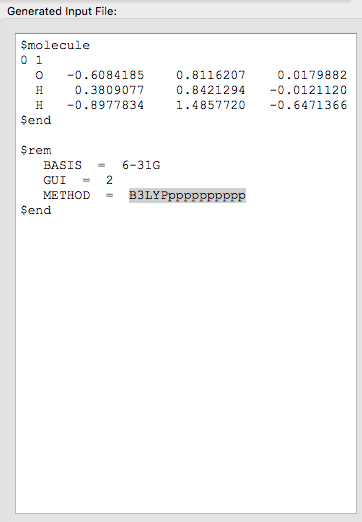 Generated Input File:
$molecule
0 1
O -0.6084185 0.8116207 0.0179882
H 0.3809077 0.8421294 -0.0121120
H -0.8977834 1.4857720 -0.6471366
$end
$rem
BASIS = 6-31G
GUI = 2
METHOD = B3LYPpppppppppp
$end